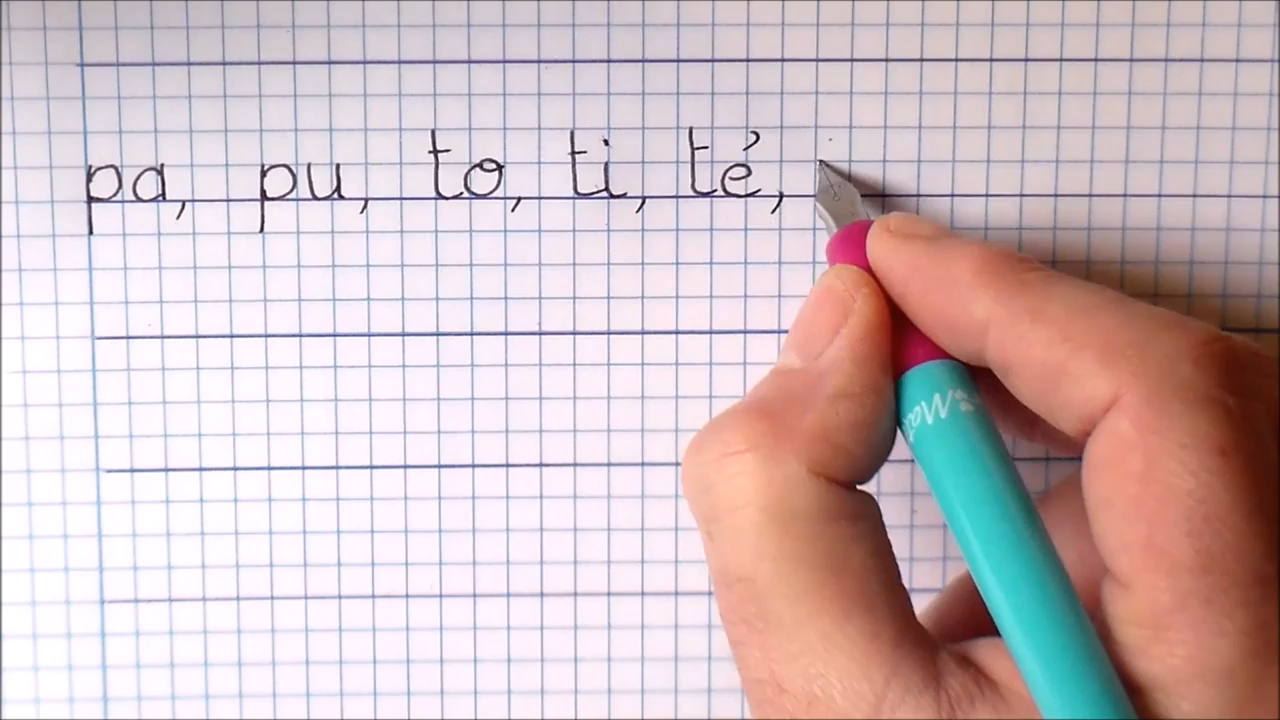 pa, pu, to, ti, té,